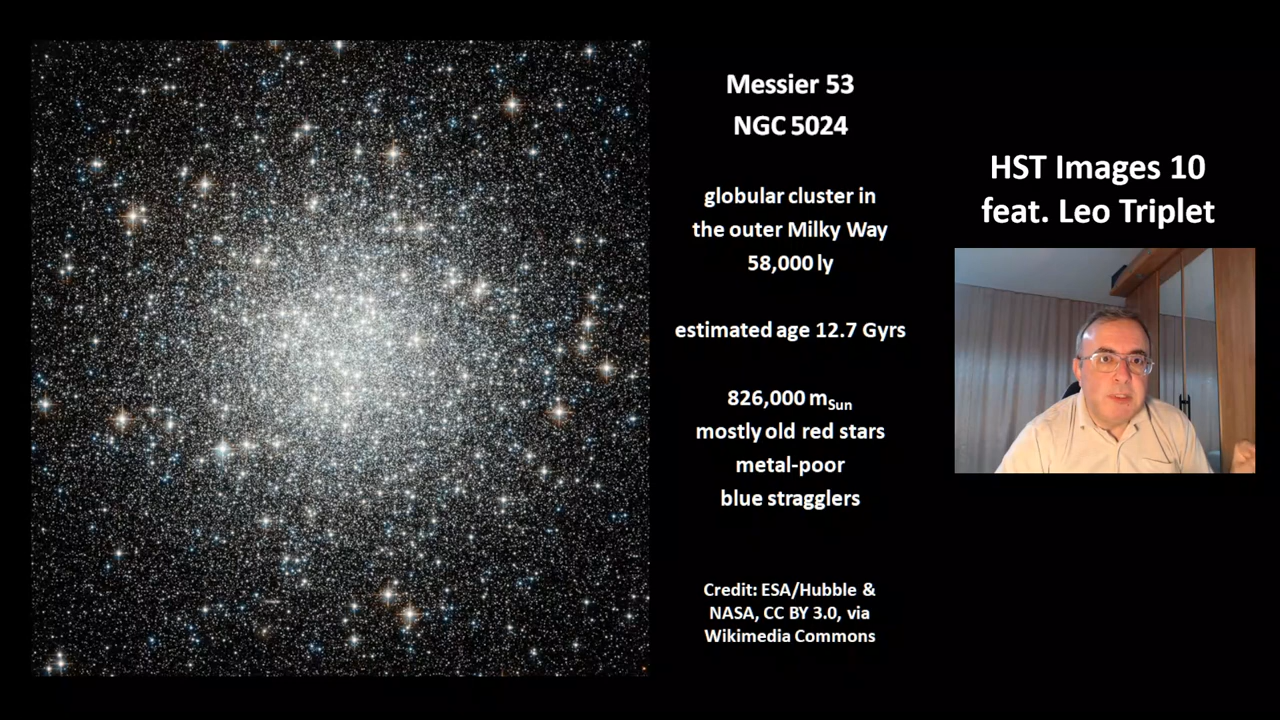 Messier 53
NGC 5024
globular cluster in
the outer Milky Way
58,000 ly
estimated age 12.7 Gyrs
826,000 mSun
mostly old red stars
metal-poor
blue stragglers
Credit: ESA/Hubble &
NASA, CC BY 3.0, via
Wikimedia Commons
HST Images 10
feat. Leo Triplet